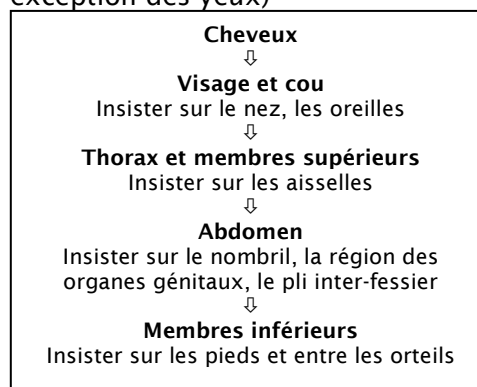 exception des yeux)
Cheveux
⇩
Visage et cou
Insister sur le nez, les oreilles
⇩
Thorax et membres supérieurs
Insister sur les aisselles
⇩
Abdomen
Insister sur le nombril, la région des
organes génitaux, le pli inter-fessier
⇩
Membres inférieurs
Insister sur les pieds et entre les orteils